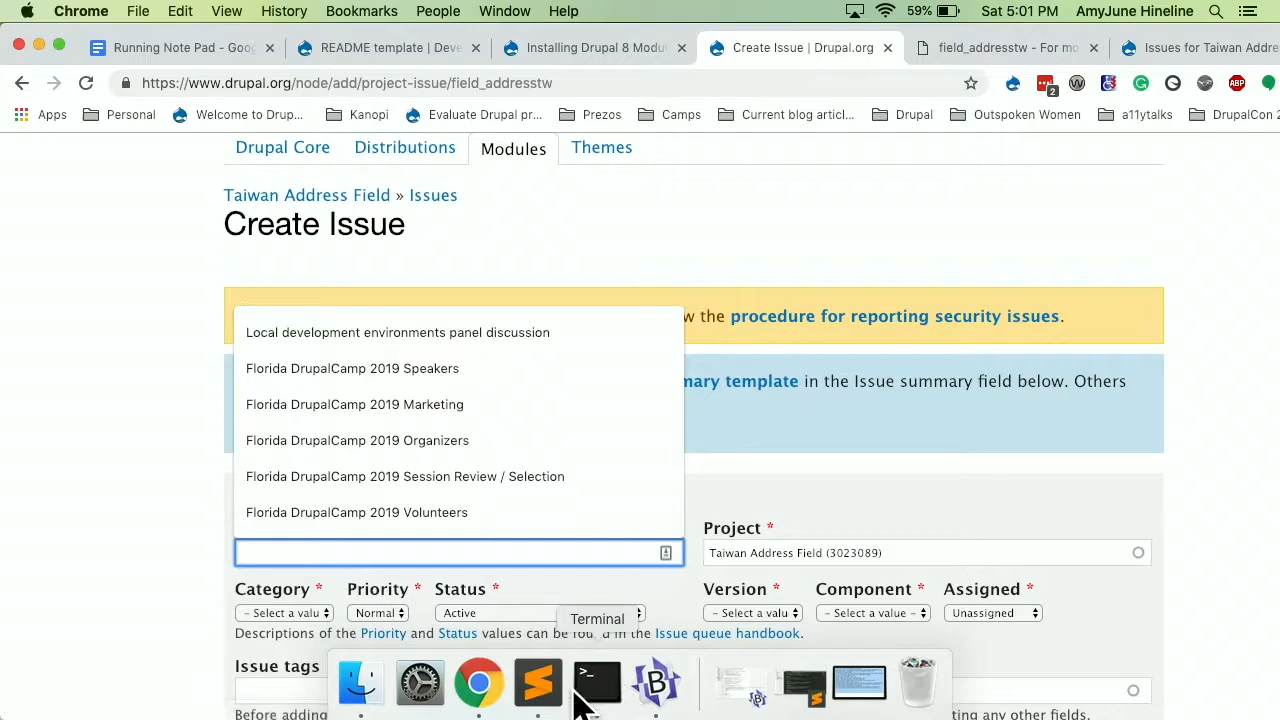 Chrome File Edit View History Bookmarks People Window Help 59% Sat 5:01 PM AmyJune Hineline
Running Note Pad - Goog README template | Deve Installing Drupal 8 Modul Create Issue | Drupal.org field_addresstw - For mo Issues for Taiwan Addre
https://www.drupal.org/node/add/project-issue/field_addresstw 2 ABP
Apps Personal Welcome to Drup... Kanopi Evaluate Drupal pr... Prezos Camps Current blog articl... Drupal Outspoken Women a11ytalks DrupalCon 2
Drupal Core Distributions Modules Themes
Taiwan Address Field » Issues
Create Issue
w the procedure for reporting security issues.
Local development environments panel discussion
Florida DrupalCamp 2019 Speakers
mary template in the Issue summary field below. Others
Florida DrupalCamp 2019 Marketing
Florida DrupalCamp 2019 Organizers
Florida DrupalCamp 2019 Session Review / Selection
Florida DrupalCamp 2019 Volunteers
Project *
Taiwan Address Field (3023089)
Category * Priority * Status * Version * Component * Assigned *
- Select a valu Normal Active - Select a valu - Select a value - Unassigned
Terminal
Descriptions of the Priority and Status values can be found in the Issue queue handbook.
Issue tags
Before adding ting any other fields.